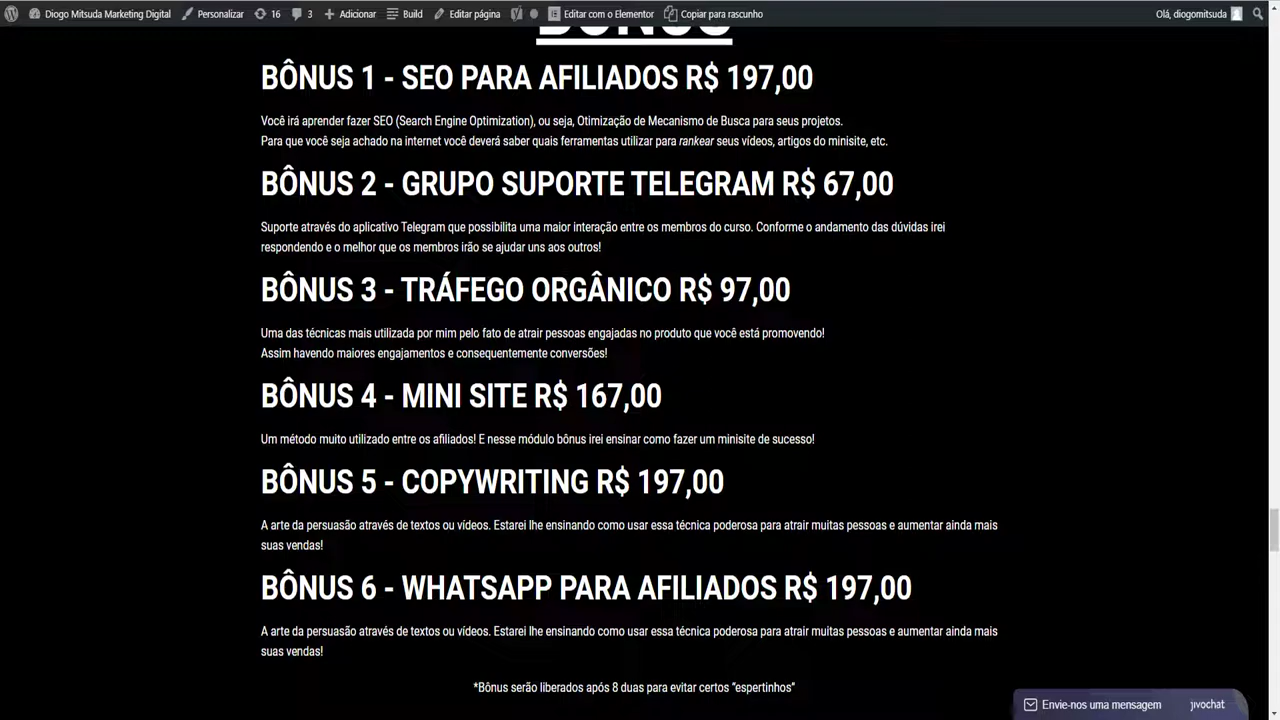 Diogo Mitsuda Marketing Digital Personalizar 16 3 Adicionar Build Editar página Editar com o Elementor Copiar para rascunho Olá, diogomitsuda
BÔNUS
BÔNUS 1 - SEO PARA AFILIADOS R$ 197,00
Você irá aprender fazer SEO (Search Engine Optimization), ou seja, Otimização de Mecanismo de Busca para seus projetos.
Para que você seja achado na internet você deverá saber quais ferramentas utilizar para rankear seus vídeos, artigos do minisite, etc.
BÔNUS 2 - GRUPO SUPORTE TELEGRAM R$ 67,00
Suporte através do aplicativo Telegram que possibilita uma maior interação entre os membros do curso. Conforme o andamento das dúvidas irei
respondendo e o melhor que os membros irão se ajudar uns aos outros!
BÔNUS 3 - TRÁFEGO ORGÂNICO R$ 97,00
Uma das técnicas mais utilizada por mim pelo fato de atrair pessoas engajadas no produto que você está promovendo!
Assim havendo maiores engajamentos e consequentemente conversões!
BÔNUS 4 - MINI SITE R$ 167,00
Um método muito utilizado entre os afiliados! E nesse módulo bônus irei ensinar como fazer um minisite de sucesso!
BÔNUS 5 - COPYWRITING R$ 197,00
A arte da persuasão através de textos ou vídeos. Estarei lhe ensinando como usar essa técnica poderosa para atrair muitas pessoas e aumentar ainda mais
suas vendas!
BÔNUS 6 - WHATSAPP PARA AFILIADOS R$ 197,00
A arte da persuasão através de textos ou vídeos. Estarei lhe ensinando como usar essa técnica poderosa para atrair muitas pessoas e aumentar ainda mais
suas vendas!
*Bônus serão liberados após 8 duas para evitar certos "espertinhos"
Envie-nos uma mensagem jivochat